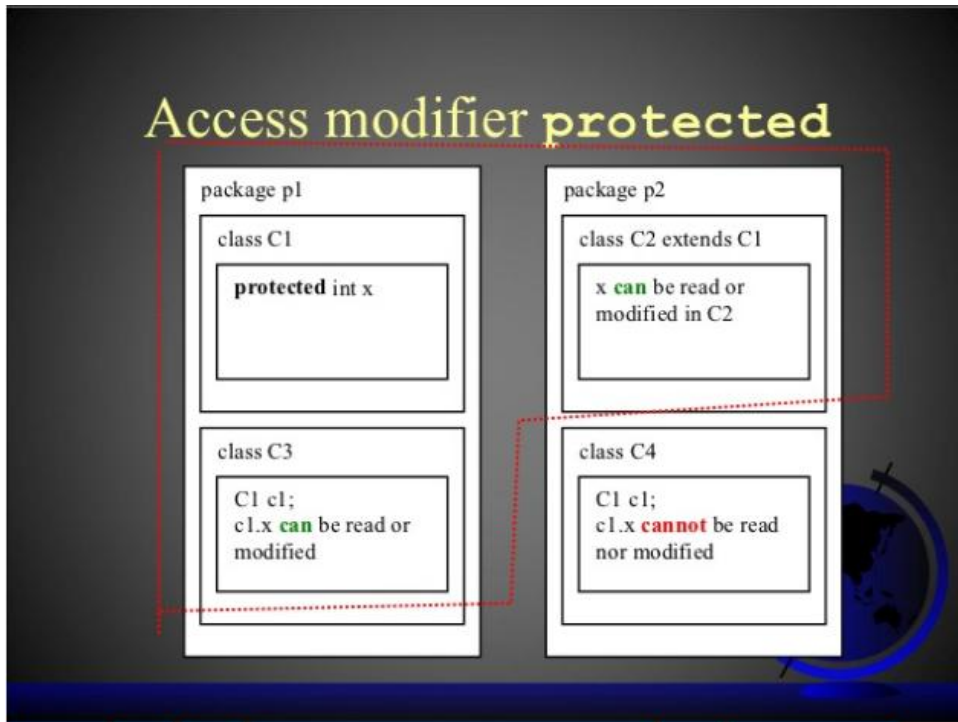 Access modifier protected
package p1
class C1
protected int x
class C3
C1 c1;
c1.x can be read or
modified
package p2
class C2 extends C1
x can be read or
modified in C2
class C4
C1 c1;
c1.x cannot be read
nor modified